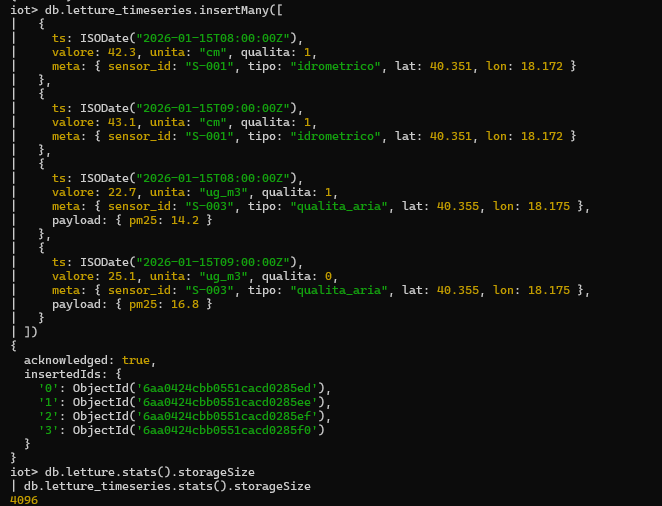 iot> db.letture_timeseries.insertMany([
|   {
|     ts: ISODate("2026-01-15T08:00:00Z"),
|     valore: 42.3, unita: "cm", qualita: 1,
|     meta: { sensor_id: "S-001", tipo: "idrometrico", lat: 40.351, lon: 18.172 }
|   },
|   {
|     ts: ISODate("2026-01-15T09:00:00Z"),
|     valore: 43.1, unita: "cm", qualita: 1,
|     meta: { sensor_id: "S-001", tipo: "idrometrico", lat: 40.351, lon: 18.172 }
|   },
|   {
|     ts: ISODate("2026-01-15T08:00:00Z"),
|     valore: 22.7, unita: "ug_m3", qualita: 1,
|     meta: { sensor_id: "S-003", tipo: "qualita_aria", lat: 40.355, lon: 18.175 },
|     payload: { pm25: 14.2 }
|   },
|   {
|     ts: ISODate("2026-01-15T09:00:00Z"),
|     valore: 25.1, unita: "ug_m3", qualita: 0,
|     meta: { sensor_id: "S-003", tipo: "qualita_aria", lat: 40.355, lon: 18.175 },
|     payload: { pm25: 16.8 }
|   }
| ])
{
  acknowledged: true,
  insertedIds: {
    '0': ObjectId('6aa0424cbb0551cacd0285ed'),
    '1': ObjectId('6aa0424cbb0551cacd0285ee'),
    '2': ObjectId('6aa0424cbb0551cacd0285ef'),
    '3': ObjectId('6aa0424cbb0551cacd0285f0')
  }
}
iot> db.letture.stats().storageSize
| db.letture_timeseries.stats().storageSize
4096